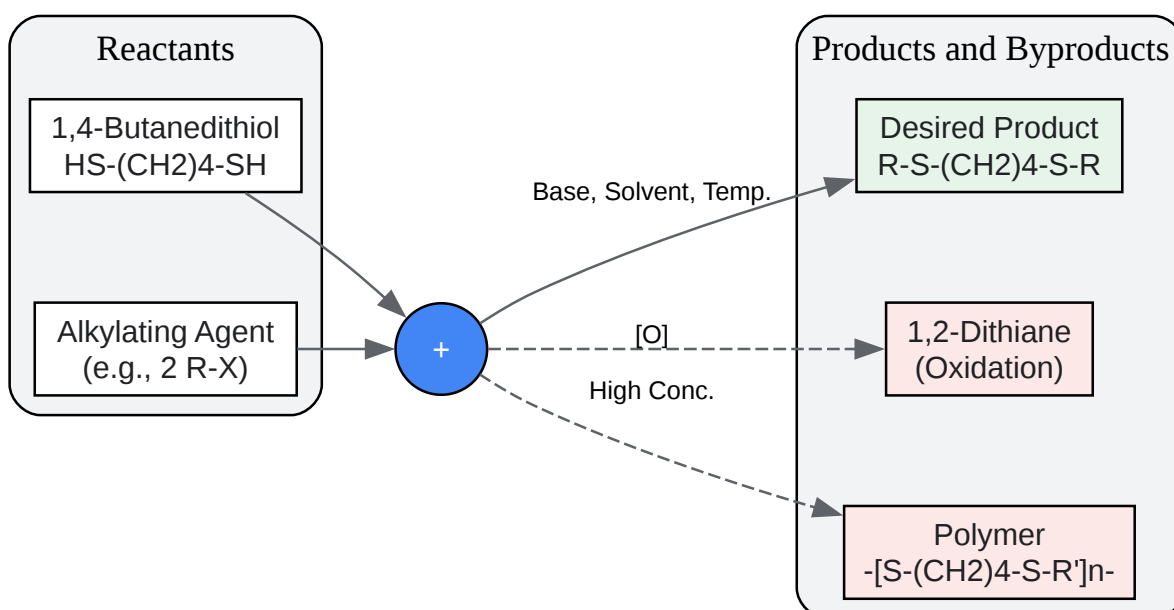 Reactants
1,4-Butanedithiol
HS-(CH2)4-SH
Alkylating Agent
(e.g., 2 R-X)
+
Base, Solvent, Temp.
[O]
High Conc.
Products and Byproducts
Desired Product
R-S-(CH2)4-S-R
1,2-Dithiane
(Oxidation)
Polymer
-[S-(CH2)4-S-R']n-